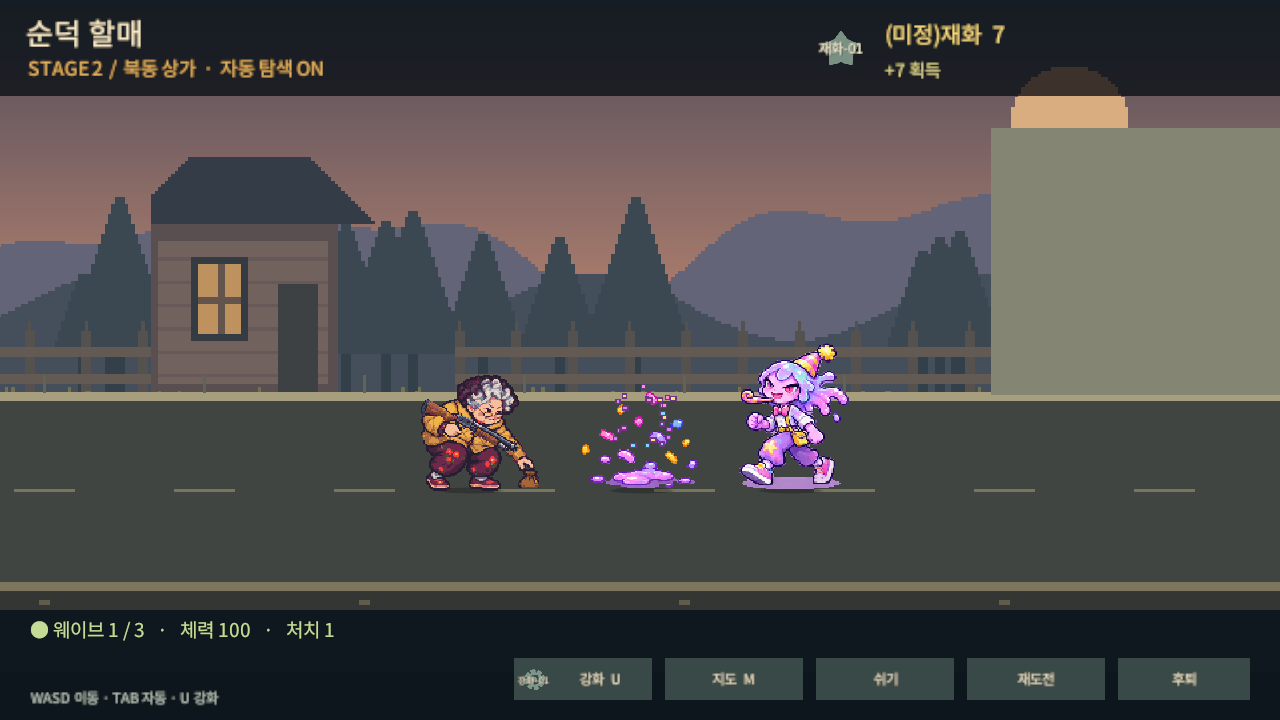 순덕 할매
STAGE 2 / 북동 상가 · 자동 탐색 ON
재화-01
(미정)재화 7
+7 획득
웨이브 1 / 3 · 체력 100 · 처치 1
강화 U
지도 M
쉬기
재도전
후퇴
WASD 이동 · TAB 자동 · U 강화